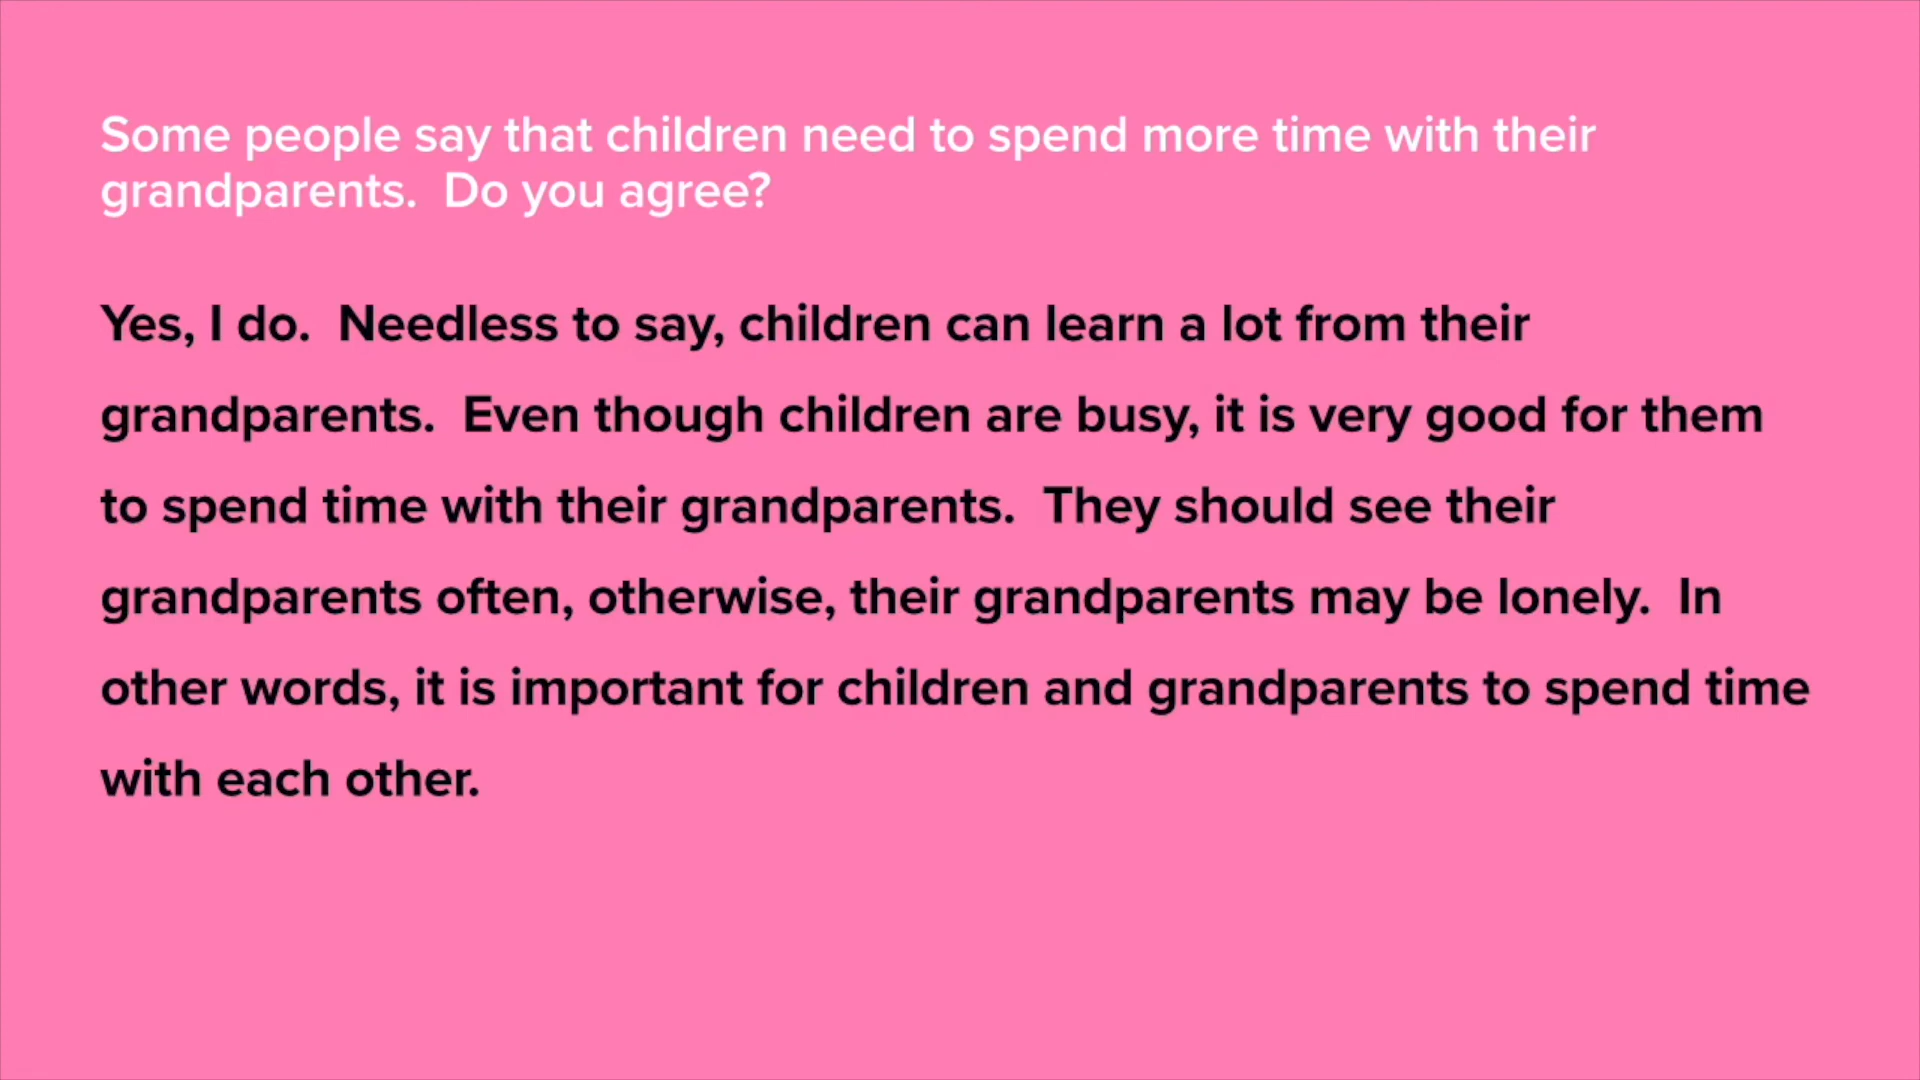 Some people say that children need to spend more time with their
grandparents.  Do you agree?
Yes, I do.  Needless to say, children can learn a lot from their
grandparents.  Even though children are busy, it is very good for them
to spend time with their grandparents.  They should see their
grandparents often, otherwise, their grandparents may be lonely.  In
other words, it is important for children and grandparents to spend time
with each other.